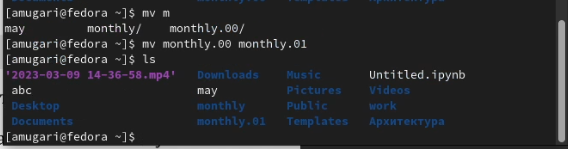 [amugari@fedora ~]$ mv m
may monthly/ monthly.00/
[amugari@fedora ~]$ mv monthly.00 monthly.01
[amugari@fedora ~]$ ls
'2023-03-09 14-36-58.mp4' Downloads Music Untitled.ipynb
abc may Pictures Videos
Desktop monthly Public work
Documents monthly.01 Templates Архитектура
[amugari@fedora ~]$